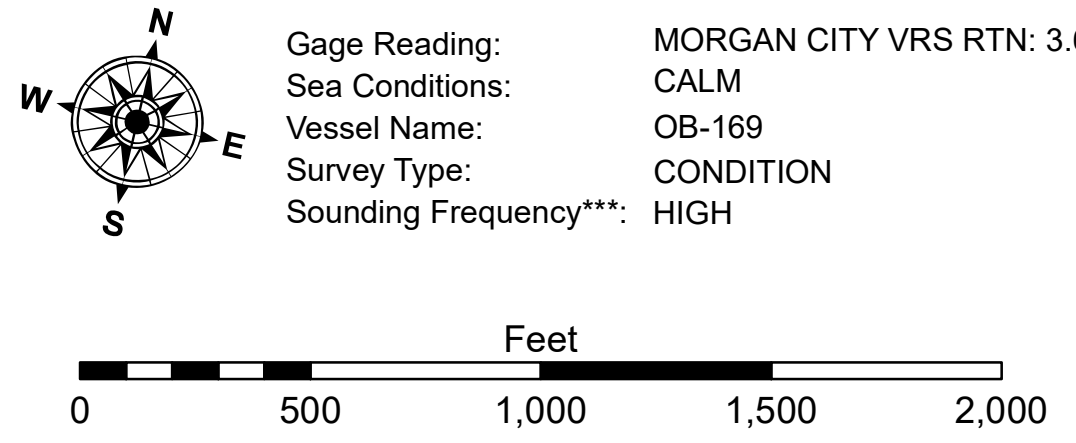 N
W
E
S
Gage Reading: MORGAN CITY VRS RTN: 3.
Sea Conditions: CALM
Vessel Name: OB-169
Survey Type: CONDITION
Sounding Frequency***: HIGH
Feet
0 500 1,000 1,500 2,000